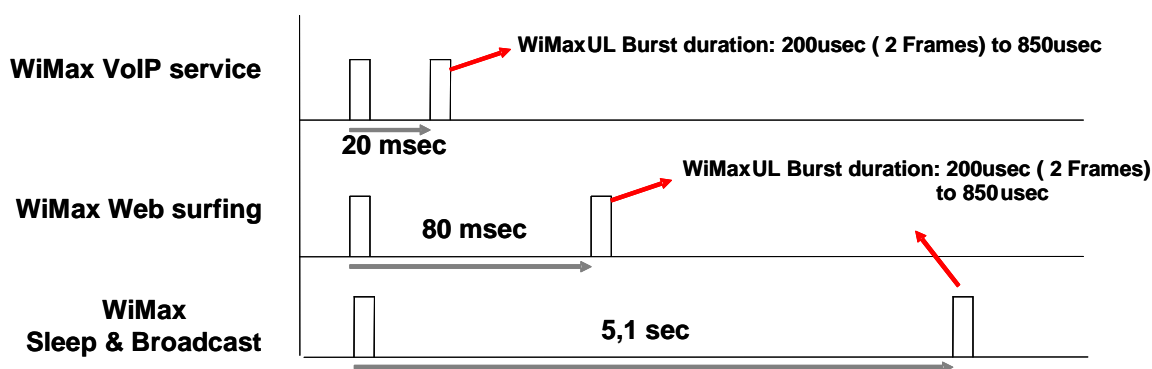 WiMax VoIP service
WiMaxUL Burst duration: 200usec ( 2 Frames) to 850usec
20 msec
WiMax Web surfing
WiMaxUL Burst duration: 200usec ( 2 Frames)
to 850usec
80 msec
WiMax
Sleep & Broadcast
5,1 sec